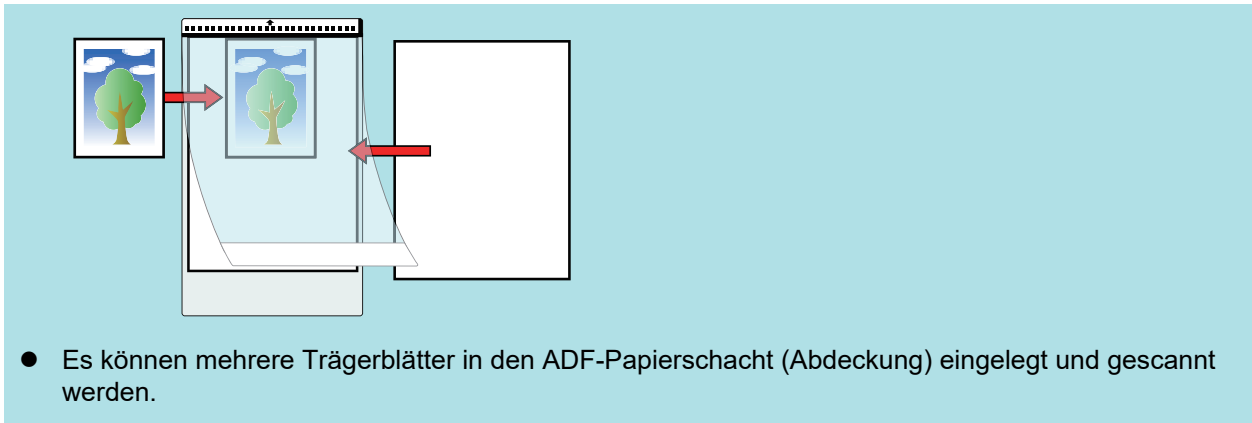 ● Es können mehrere Trägerblätter in den ADF-Papierschacht (Abdeckung) eingelegt und gescannt
werden.